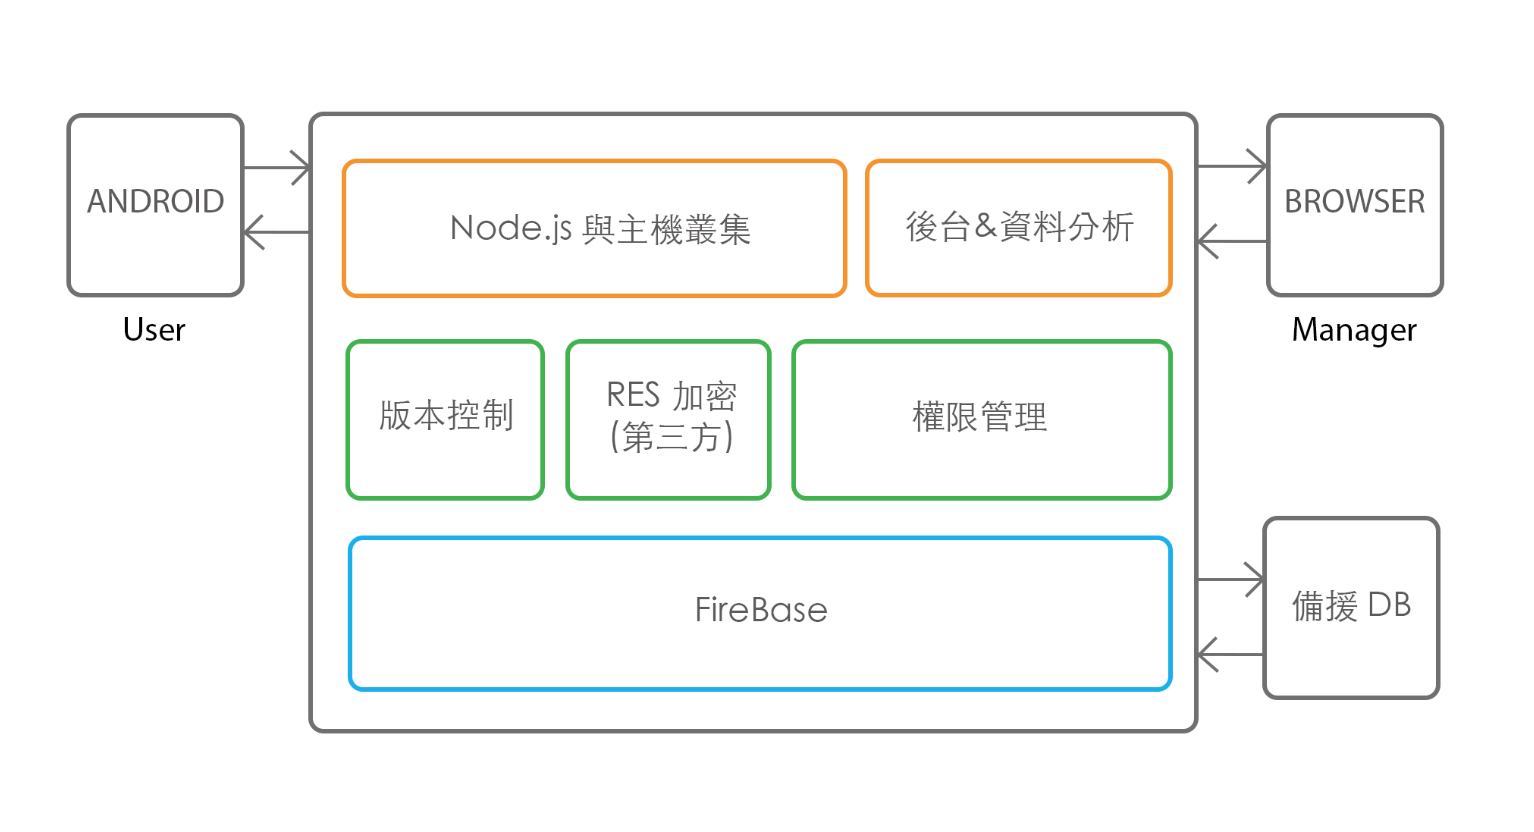 ANDROID
User
Node.js 與主機叢集
後台&資料分析
BROWSER
Manager
版本控制
RES 加密
(第三方)
權限管理
FireBase
備援 DB